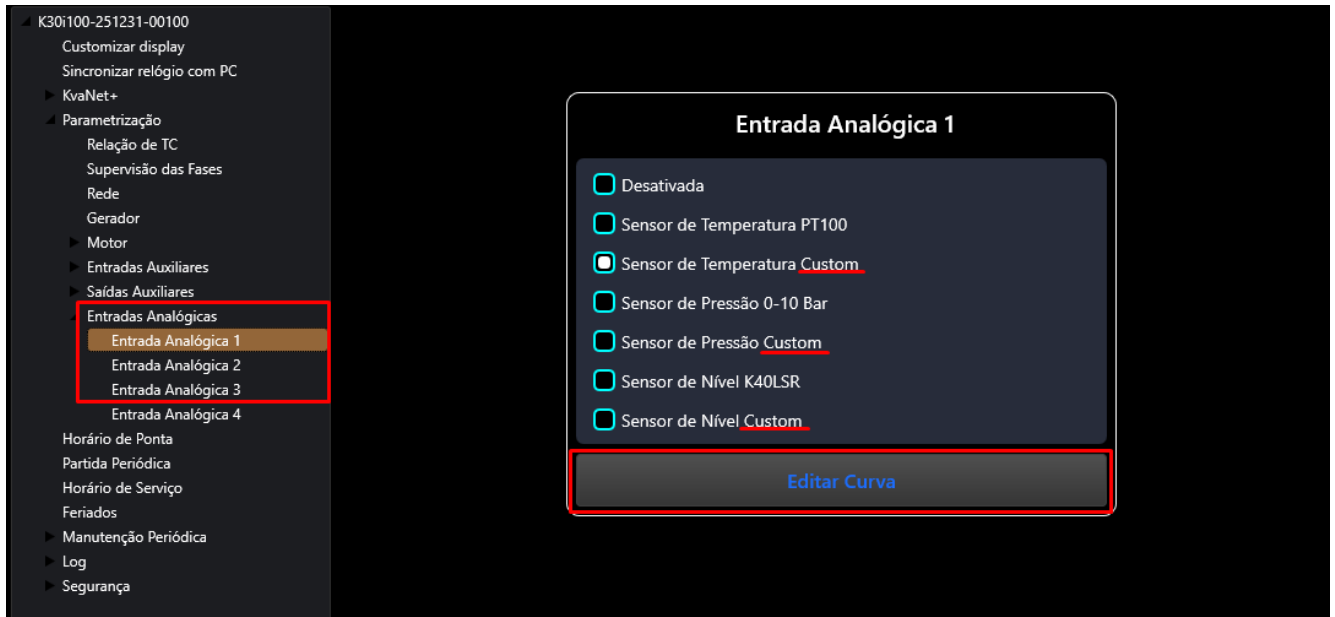 K30i100-251231-00100
Customizar display
Sincronizar relógio com PC
KvaNet+
Parametrização
Relação de TC
Supervisão das Fases
Rede
Gerador
Motor
Entradas Auxiliares
Saídas Auxiliares
Entradas Analógicas
Entrada Analógica 1
Entrada Analógica 2
Entrada Analógica 3
Entrada Analógica 4
Horário de Ponta
Partida Periódica
Horário de Serviço
Feriados
Manutenção Periódica
Log
Segurança
Entrada Analógica 1
Desativada
Sensor de Temperatura PT100
Sensor de Temperatura Custom
Sensor de Pressão 0-10 Bar
Sensor de Pressão Custom
Sensor de Nível K40LSR
Sensor de Nível Custom
Editar Curva